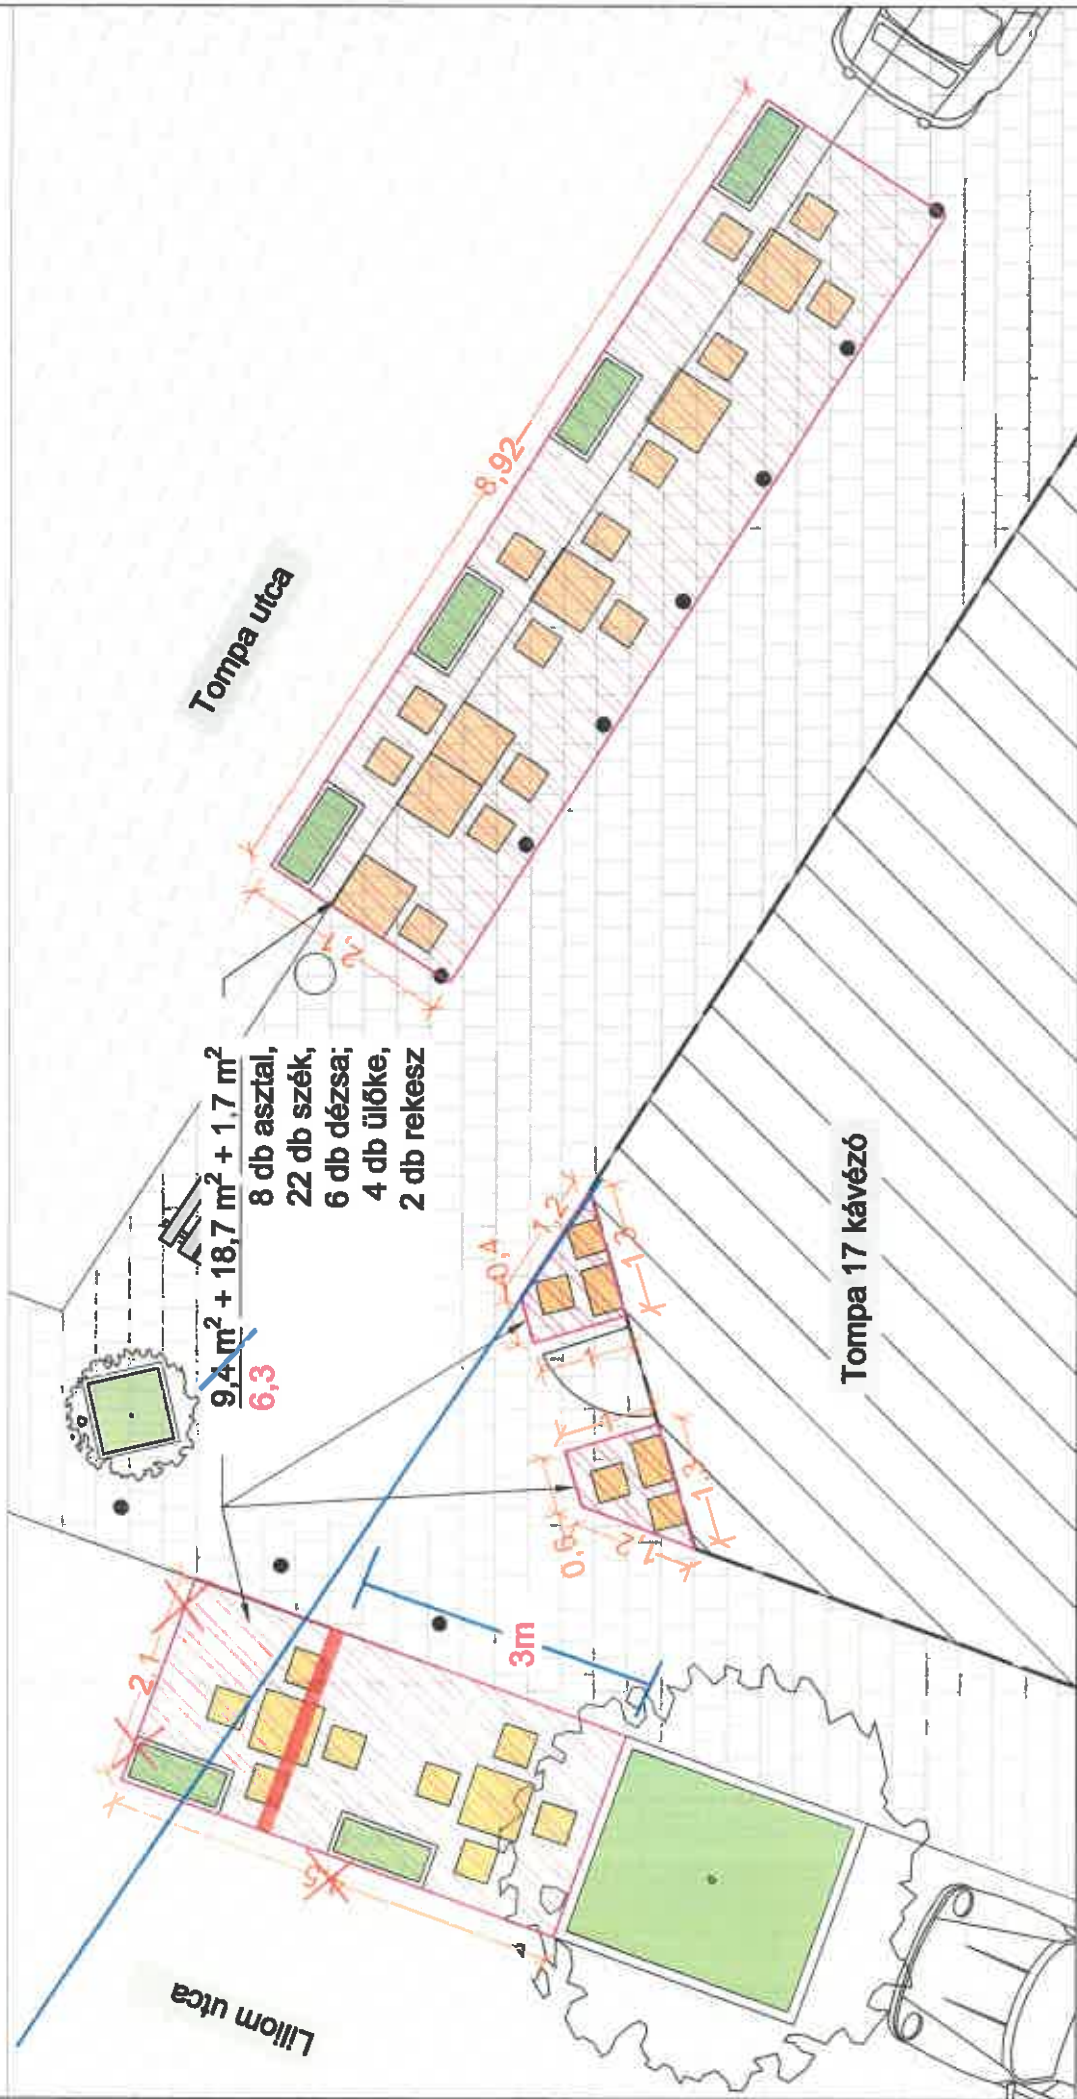 Tompa utca
8,92
2,1
9,4 m² + 18,7 m² + 1,7 m²
6,3
8 db asztal,
22 db szék,
6 db dézsa;
4 db ülőke,
2 db rekesz
0,4
1,2
1,3
Tompa 17 kávézó
0,6
1,2
1,3
3m
2,1
4,5
Liliom utca